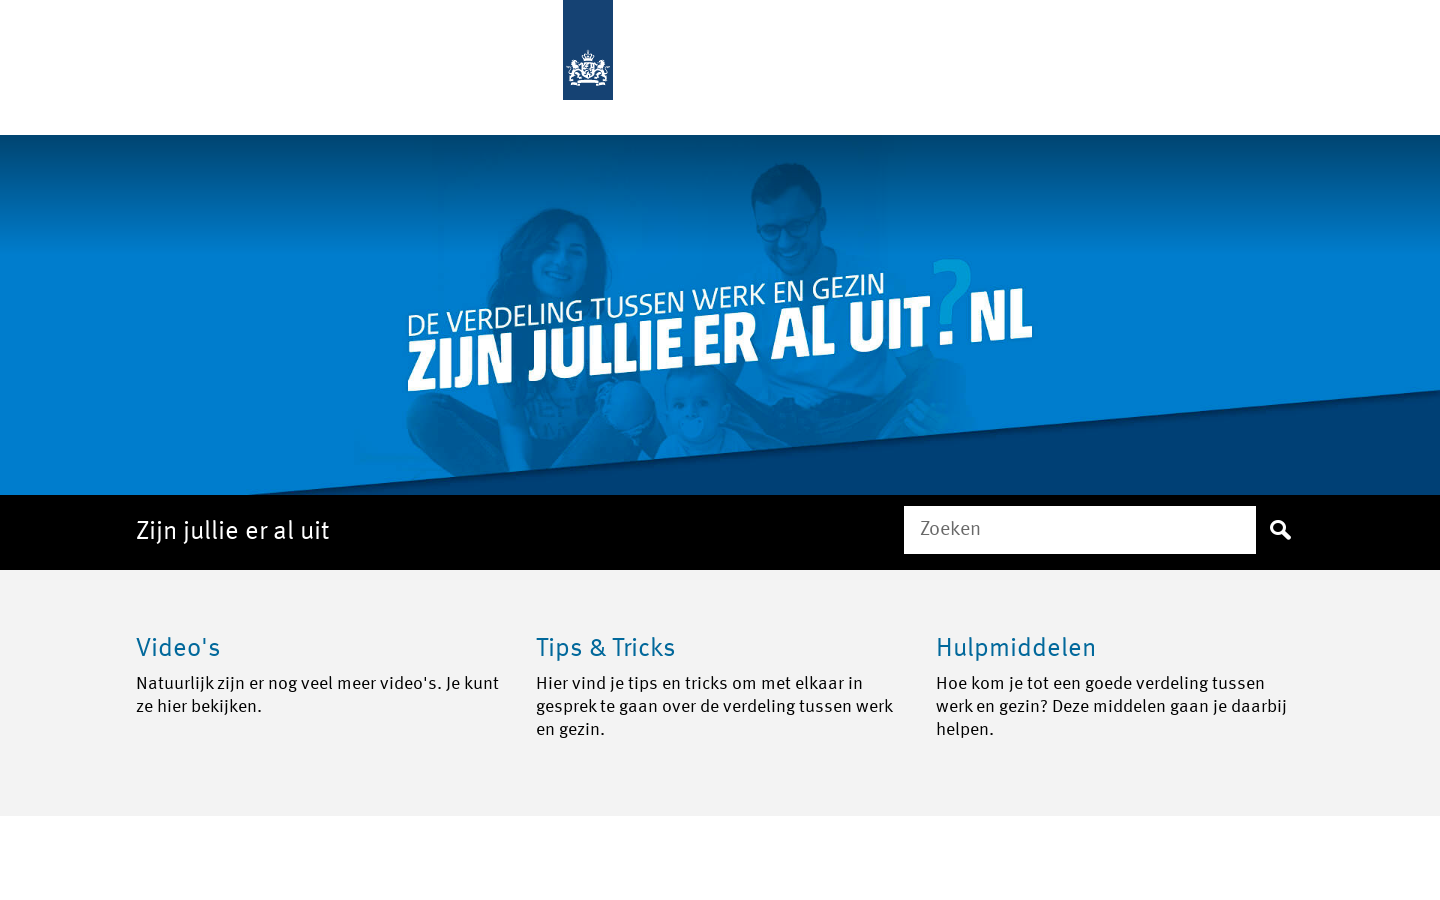 DE VERDELING TUSSEN WERK EN GEZIN
ZIJN JULLIE ER AL UIT?.NL
Zijn jullie er al uit
Zoeken
Video's
Natuurlijk zijn er nog veel meer video's. Je kunt
ze hier bekijken.
Tips & Tricks
Hier vind je tips en tricks om met elkaar in
gesprek te gaan over de verdeling tussen werk
en gezin.
Hulpmiddelen
Hoe kom je tot een goede verdeling tussen
werk en gezin? Deze middelen gaan je daarbij
helpen.